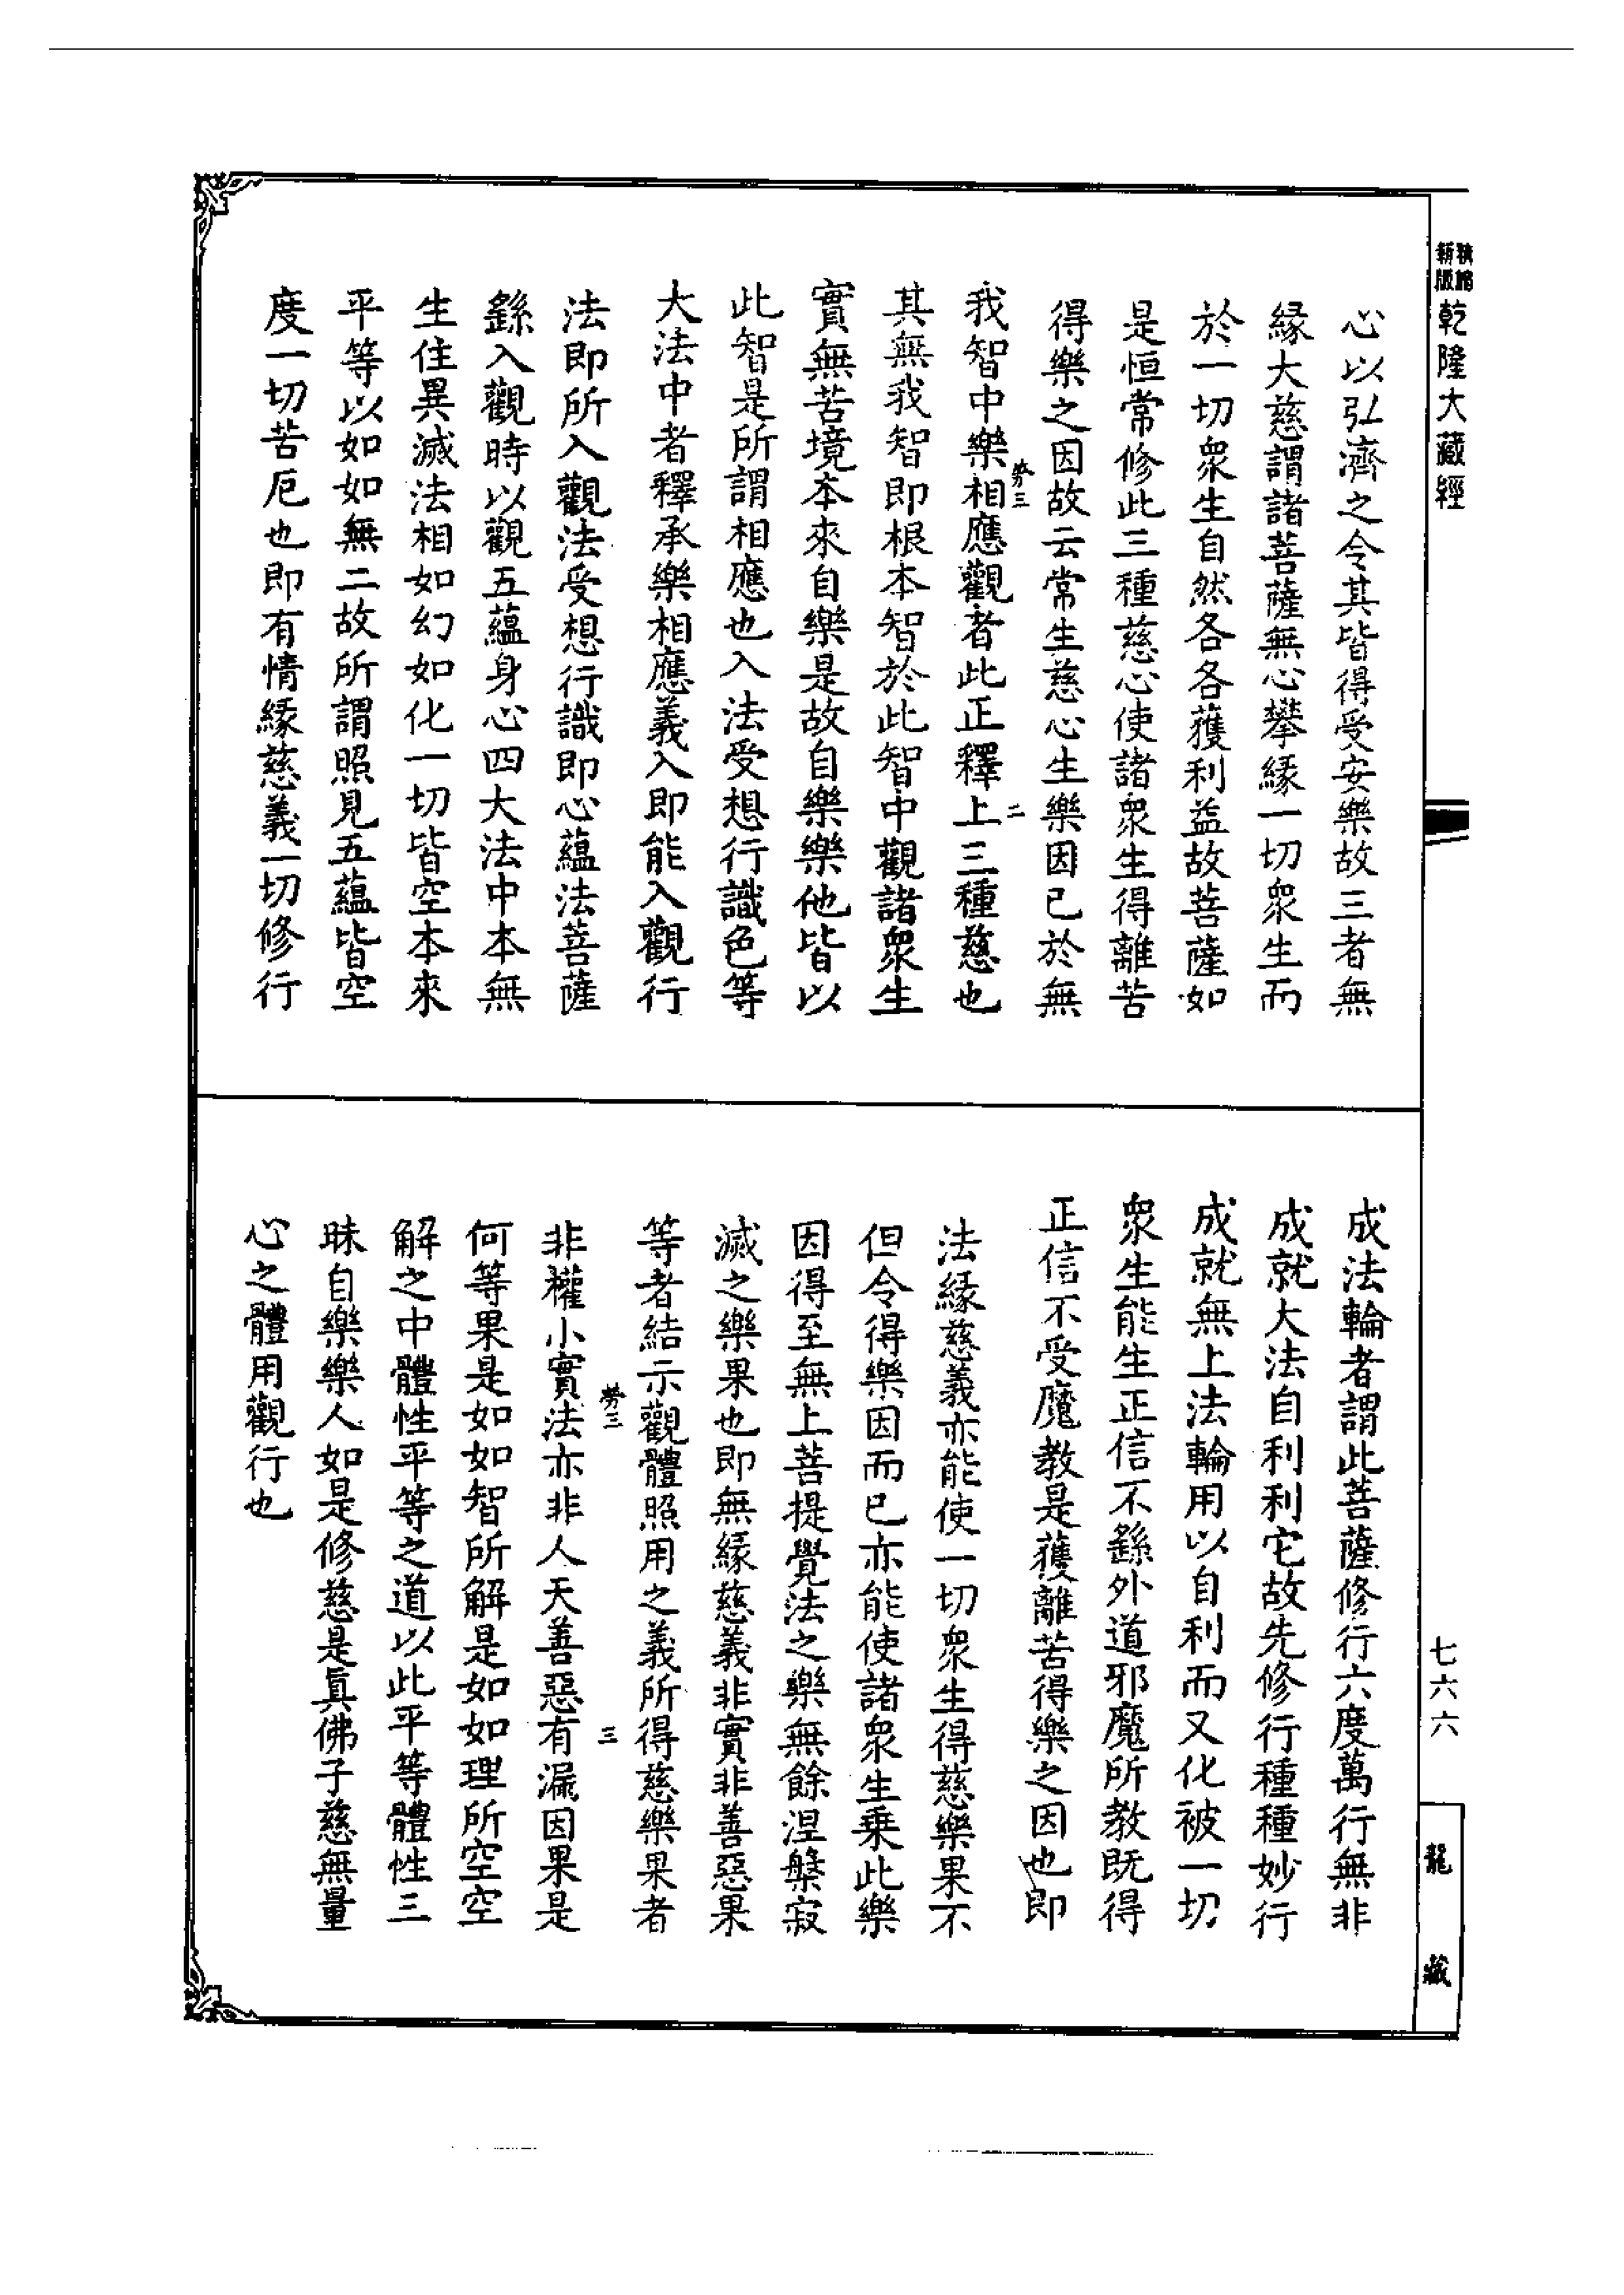 新版精縮乾隆大藏經
心以弘濟之令其皆得受安樂故三者無
緣大慈謂諸菩薩無心攀緣一切衆生而
於一切衆生自然各各獲利益故菩薩如
是恒常修此三種慈心使諸衆生得離苦
得樂之因故云常生慈心生樂因已於無
我智中樂相應觀者此正釋上三種慈也
勞三
二
其無我智即根本智於此智中觀諸衆生
實無苦境本來自樂是故自樂樂他皆以
此智是所謂相應也入法受想行識色等
大法中者釋承樂相應義入即能入觀行
法即所入觀法受想行識即心蘊法菩薩
繇入觀時以觀五蘊身心四大法中本無
生住異滅法相如幻如化一切皆空本來
平等以如如無二故所謂照見五蘊皆空
度一切苦厄也即有情緣慈義一切修行
成法輪者謂此菩薩修行六度萬行無非
成就大法自利利它故先修行種種妙行
成就無上法輪用以自利而又化被一切
衆生能生正信不繇外道邪魔所教既得
正信不受魔教是獲離苦得樂之因也即
法緣慈義亦能使一切衆生得慈樂果不
但令得樂因而已亦能使諸衆生乗此樂
因得至無上菩提覺法之樂無餘涅槃寂
滅之樂果也即無緣慈義非實非善惡果
等者結示觀體照用之義所得慈樂果者
勞三
三
非權小實法亦非人天善惡有漏因果是
何等果是如如智所解是如如理所空空
解之中體性平等之道以此平等體性三
昧自樂樂人如是修慈是眞佛子慈無量
心之體用觀行也
七六六
龍藏